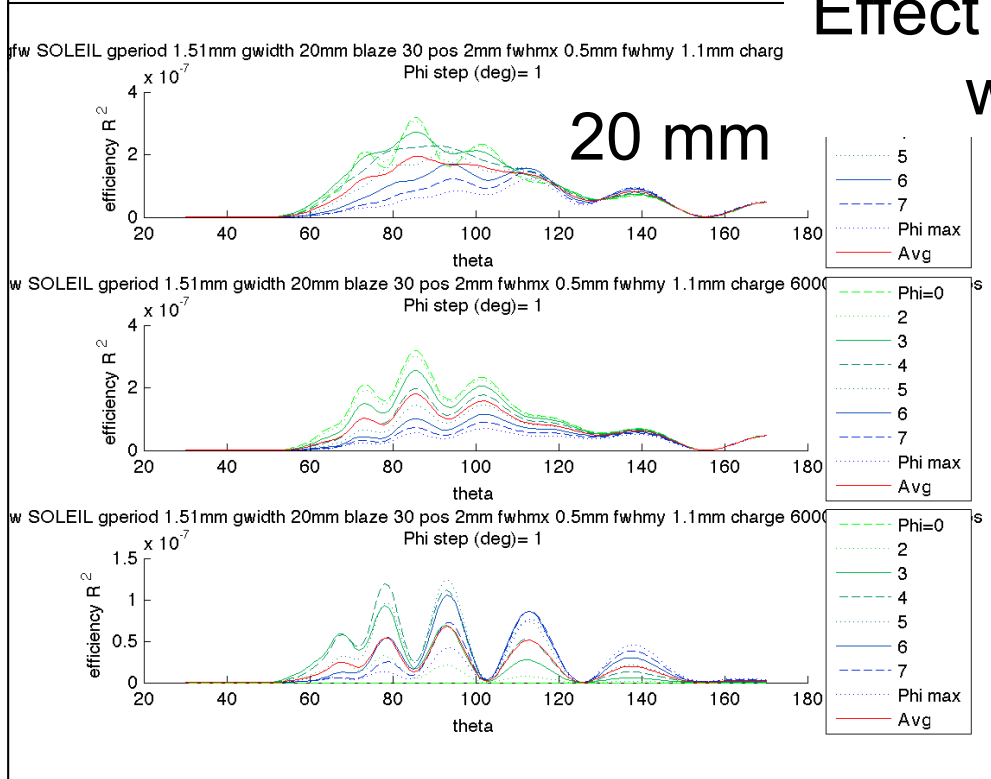 Effect
w
gfw SOLEIL gperiod 1.51mm gwidth 20mm blaze 30 pos 2mm fwhmx 0.5mm fwhmy 1.1mm charg
Phi step (deg)= 1
x 10^-7
20 mm
efficiency R^2
4
2
0
20 40 60 80 100 120 140 160 180
theta
5
6
7
Phi max
Avg
w SOLEIL gperiod 1.51mm gwidth 20mm blaze 30 pos 2mm fwhmx 0.5mm fwhmy 1.1mm charge 600
s
Phi step (deg)= 1
x 10^-7
efficiency R^2
4
2
0
20 40 60 80 100 120 140 160 180
theta
Phi=0
2
3
4
5
6
7
Phi max
Avg
w SOLEIL gperiod 1.51mm gwidth 20mm blaze 30 pos 2mm fwhmx 0.5mm fwhmy 1.1mm charge 600
s
Phi step (deg)= 1
x 10^-7
efficiency R^2
1.5
1
0.5
0
20 40 60 80 100 120 140 160 180
theta
Phi=0
2
3
4
5
6
7
Phi max
Avg